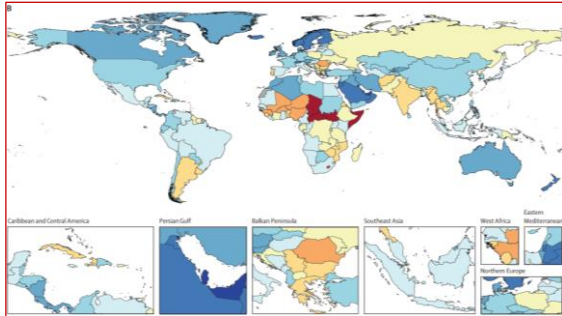 B
Caribbean and Central America
Persian Gulf
Balkan Peninsula
Southeast Asia
West Africa
Eastern
Mediterranean
Northern Europe